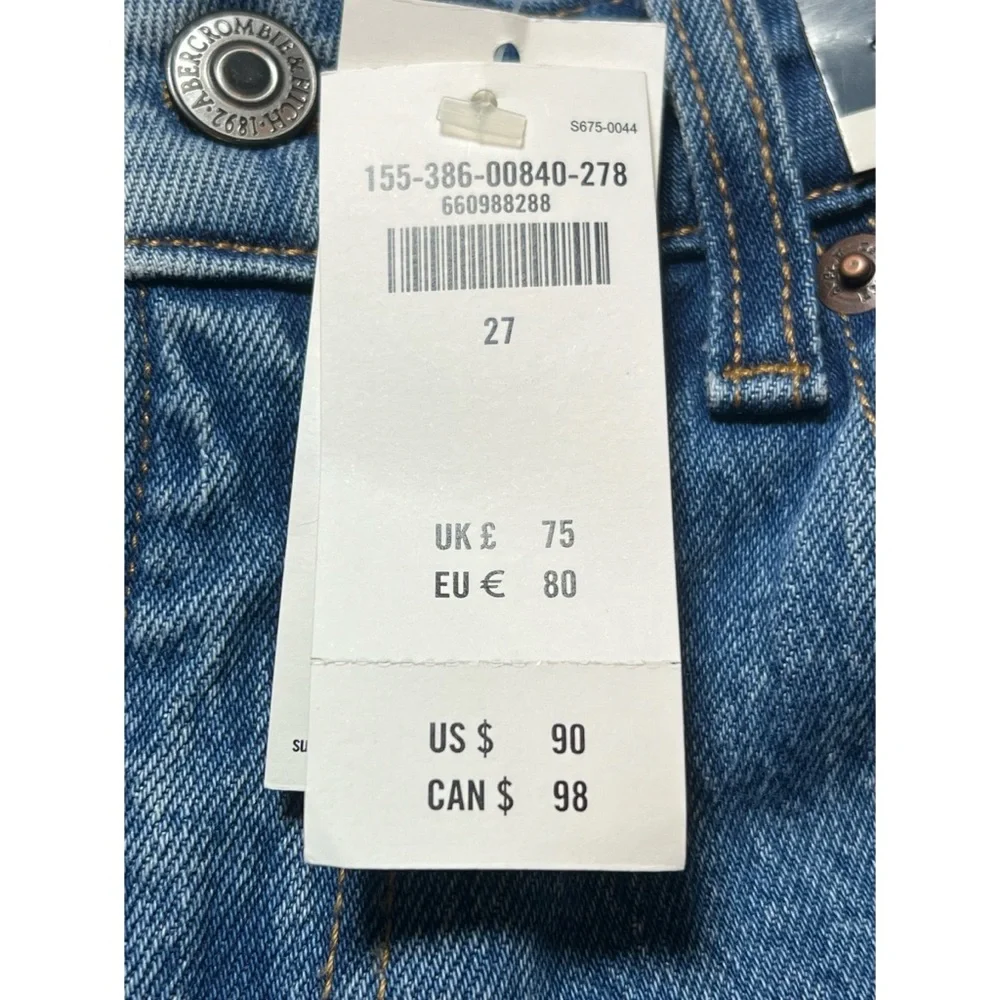 ABERCROMBIE & FITCH · 1892 ·
S675-0044
155-386-00840-278
660988288
27
UK £ 75
EU € 80
SU
US $ 90
CAN $ 98